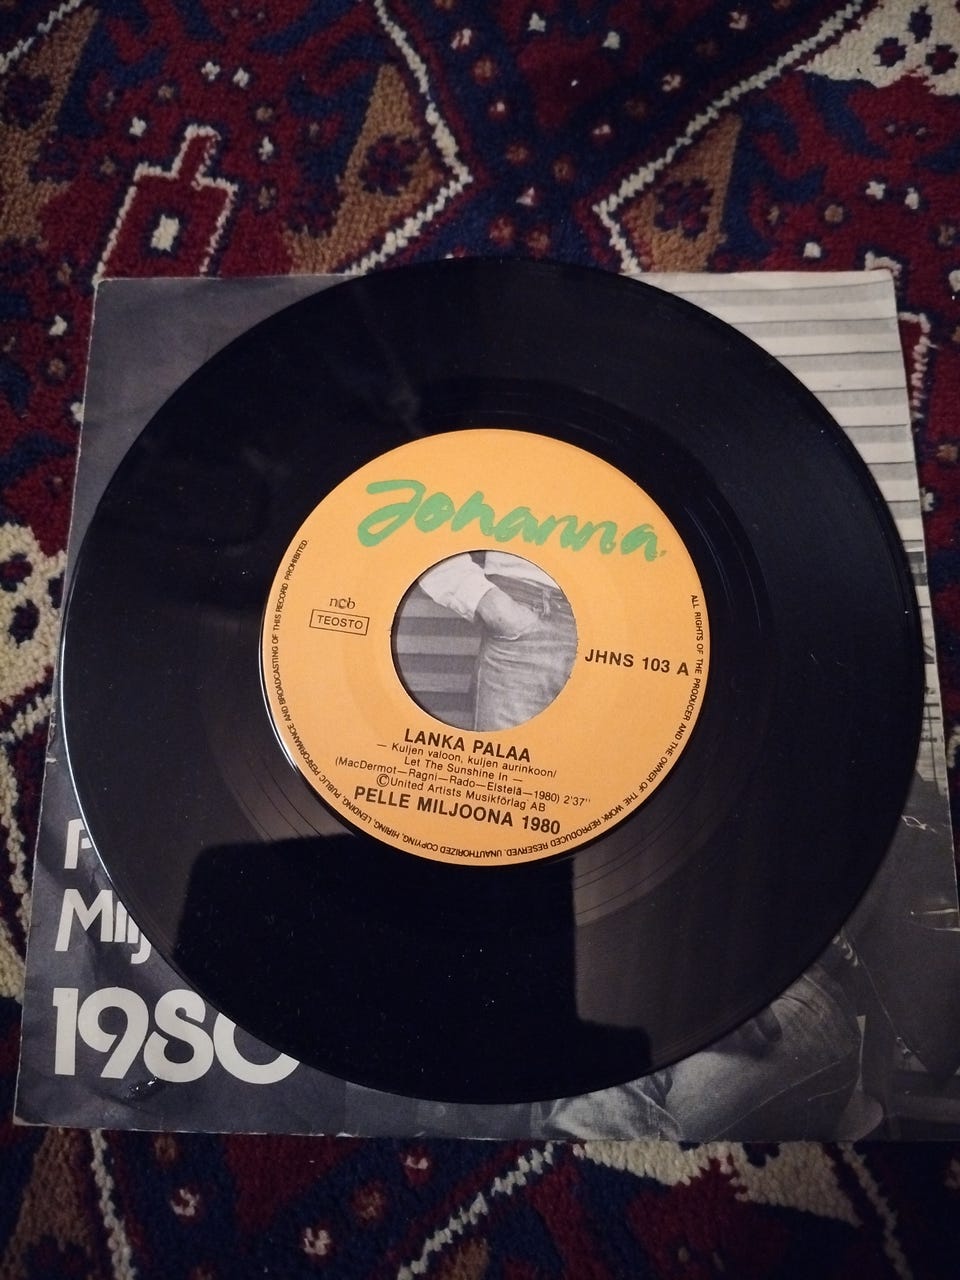 Johanna
ncb
TEOSTO
JHNS 103 A
LANKA PALAA
— Kuljen valoon, kuljen aurinkoon/
Let The Sunshine In —
(MacDermot—Ragni—Rado—Elstelä—1980) 2'37"
©United Artists Musikförlag AB
PELLE MILJOONA 1980
ALL RIGHTS OF THE PRODUCER AND THE OWNER OF THE WORK REPRODUCED RESERVED. UNAUTHORIZED COPYING, HIRING, LENDING, PUBLIC PERFORMANCE AND BROADCASTING OF THIS RECORD PROHIBITED.
P
Milj
1980